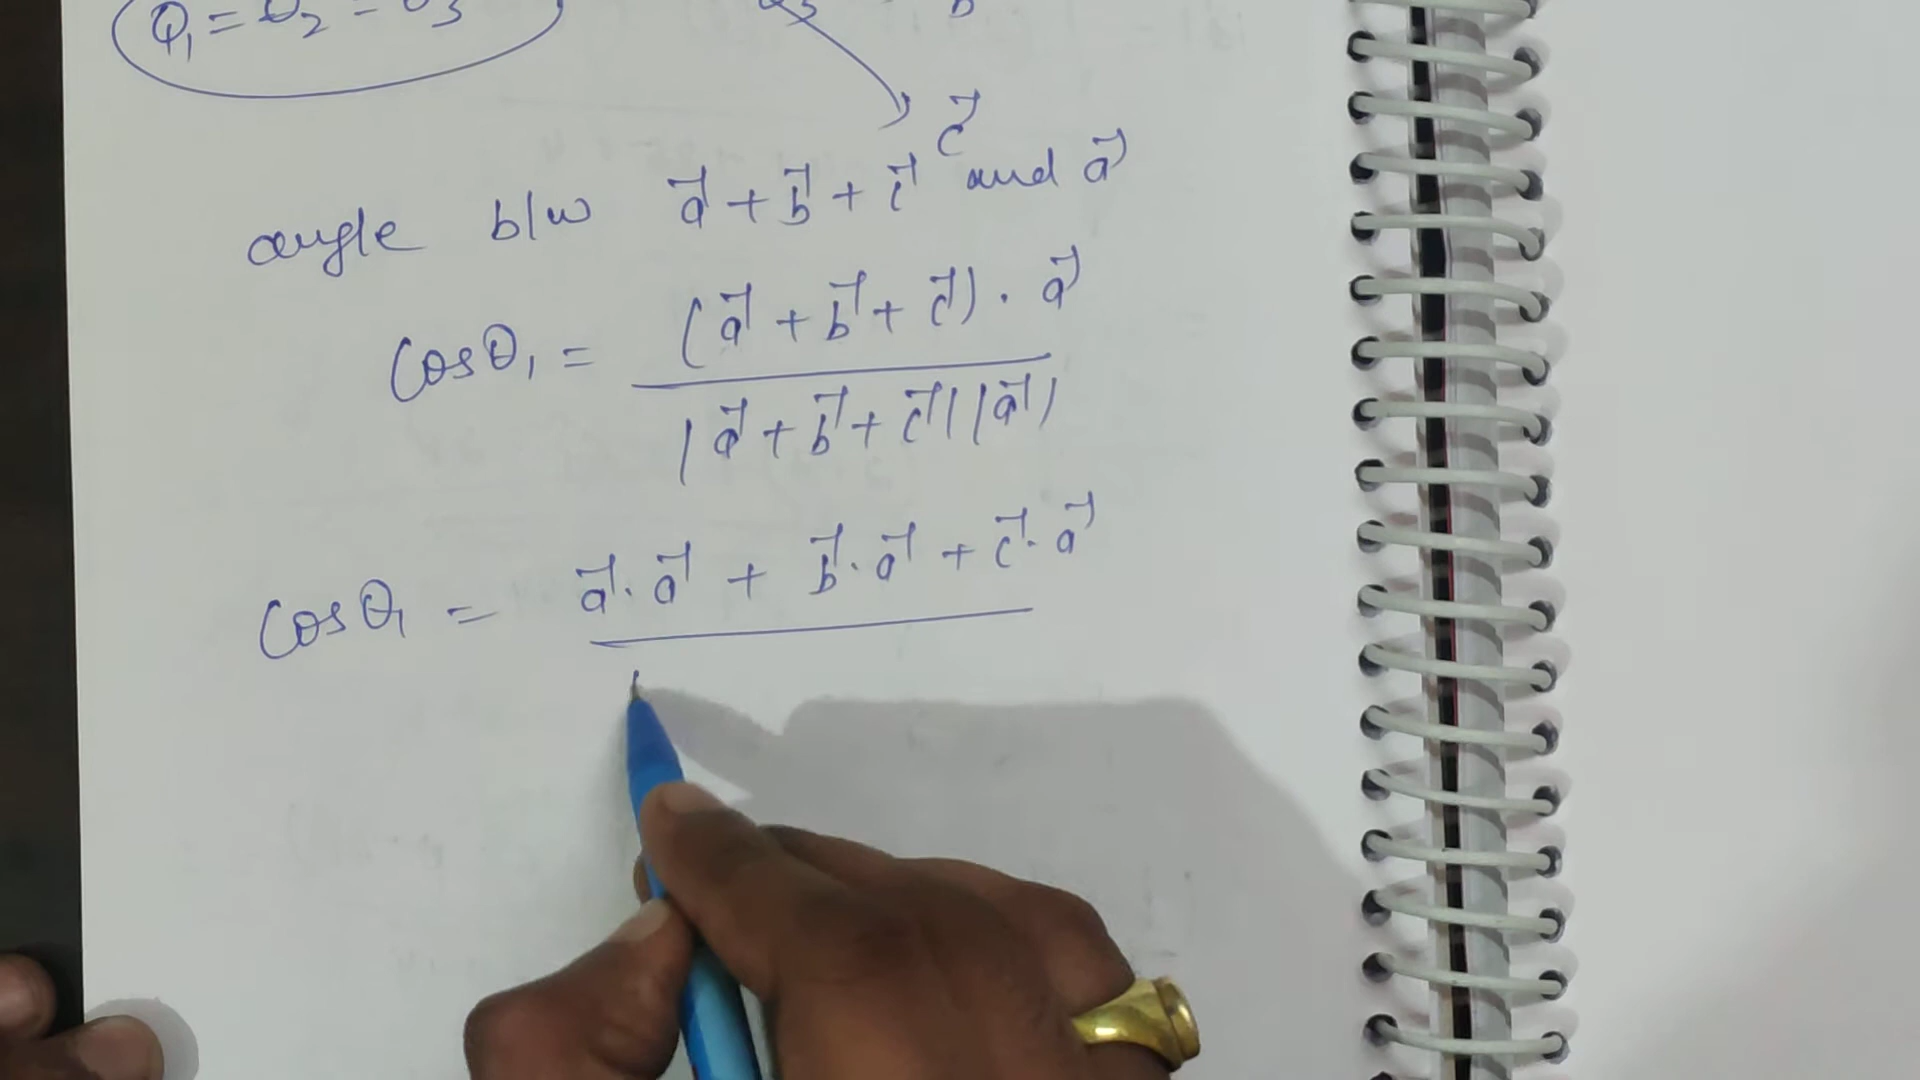 θ₁ = θ₂ = θ₃
b
c⃗
angle b/w a⃗ + b⃗ + c⃗ and a⃗
cosθ₁ = (a⃗ + b⃗ + c⃗) · a⃗
|a⃗ + b⃗ + c⃗| |a⃗|
cosθ₁ = a⃗ · a⃗ + b⃗ · a⃗ + c⃗ · a⃗